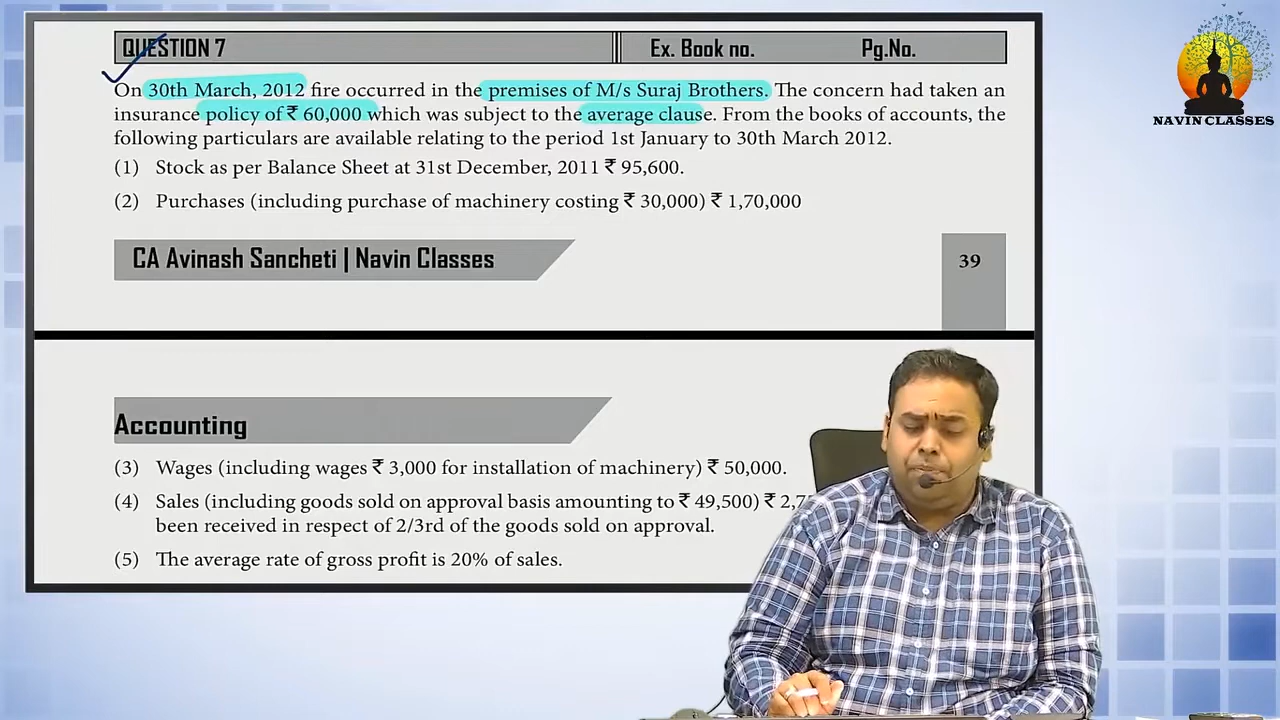 QUESTION 7 Ex. Book no. Pg.No.
NAVIN CLASSES
On 30th March, 2012 fire occurred in the premises of M/s Suraj Brothers. The concern had taken an
insurance policy of ₹ 60,000 which was subject to the average clause. From the books of accounts, the
following particulars are available relating to the period 1st January to 30th March 2012.
(1) Stock as per Balance Sheet at 31st December, 2011 ₹ 95,600.
(2) Purchases (including purchase of machinery costing ₹ 30,000) ₹ 1,70,000
CA Avinash Sancheti | Navin Classes 39
Accounting
(3) Wages (including wages ₹ 3,000 for installation of machinery) ₹ 50,000.
(4) Sales (including goods sold on approval basis amounting to ₹ 49,500) ₹
been received in respect of 2/3rd of the goods sold on approval.
(5) The average rate of gross profit is 20% of sales.